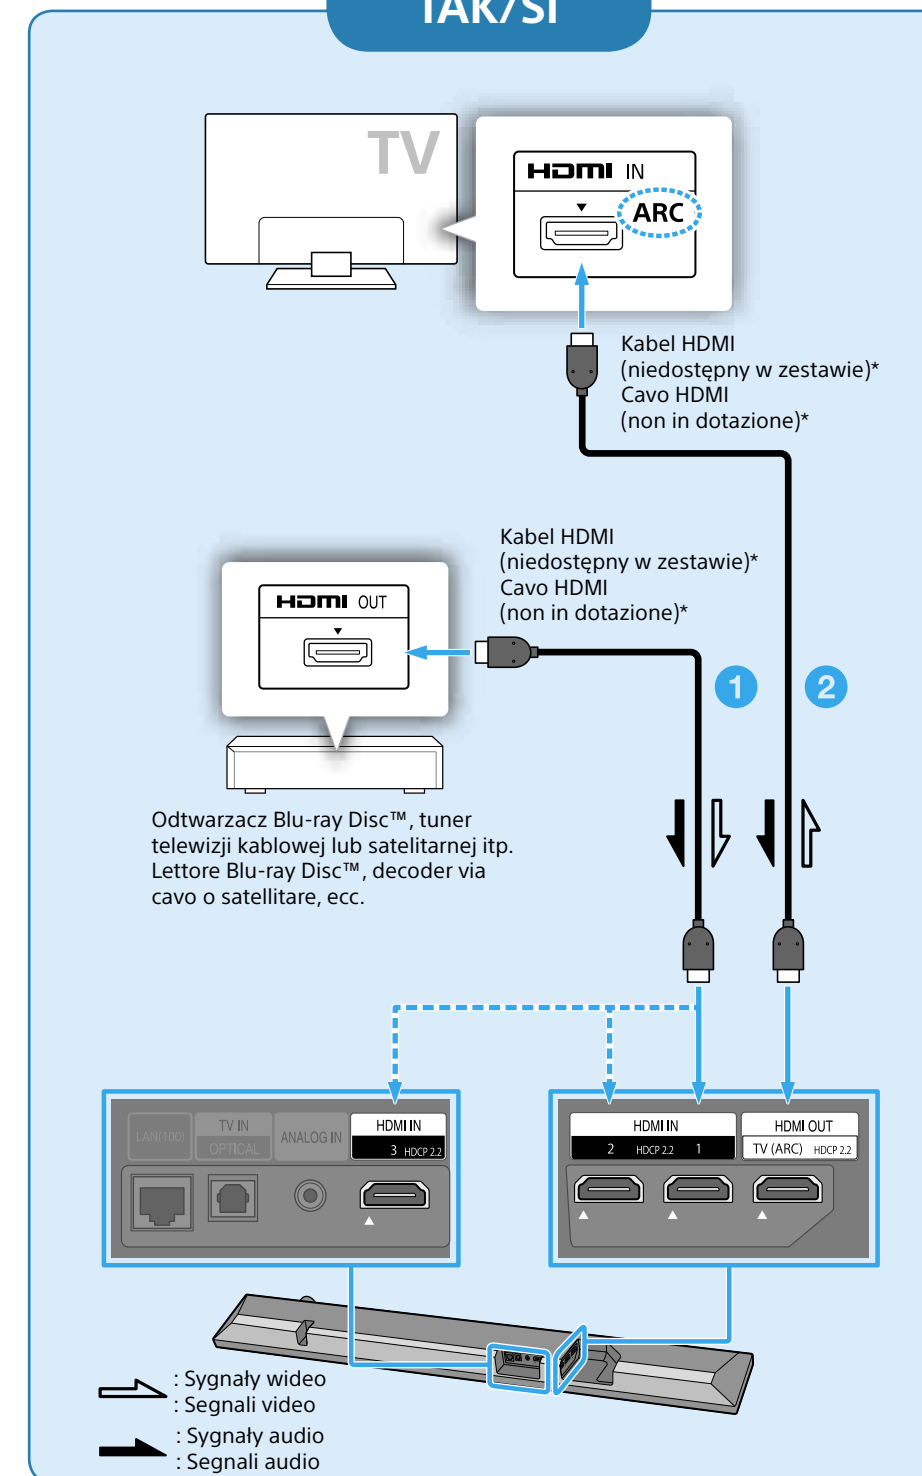 TAK/SÌ
TV
HDMI IN
ARC
Kabel HDMI
(niedostępny w zestawie)*
Cavo HDMI
(non in dotazione)*
Kabel HDMI
(niedostępny w zestawie)*
Cavo HDMI
(non in dotazione)*
HDMI OUT
1
2
Odtwarzacz Blu-ray Disc™, tuner
telewizji kablowej lub satelitarnej itp.
Lettore Blu-ray Disc™, decoder via
cavo o satellitare, ecc.
LAN(100)
TV IN
OPTICAL
ANALOG IN
HDMI IN
3 HDCP 2.2
HDMI IN
2 HDCP 2.2 1
HDMI OUT
TV (ARC) HDCP 2.2
: Sygnały wideo
: Segnali video
: Sygnały audio
: Segnali audio